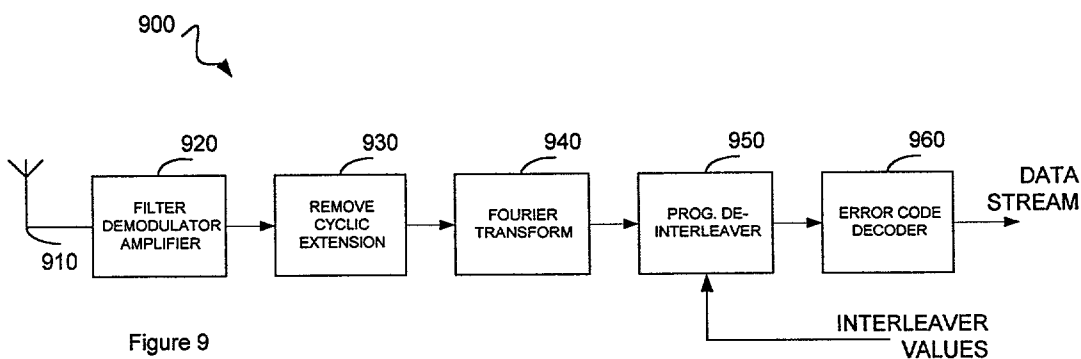 900
920
930
940
950
960
910
FILTER
DEMODULATOR
AMPLIFIER
REMOVE
CYCLIC
EXTENSION
FOURIER
TRANSFORM
PROG. DE-
INTERLEAVER
ERROR CODE
DECODER
DATA
STREAM
INTERLEAVER
VALUES
Figure 9